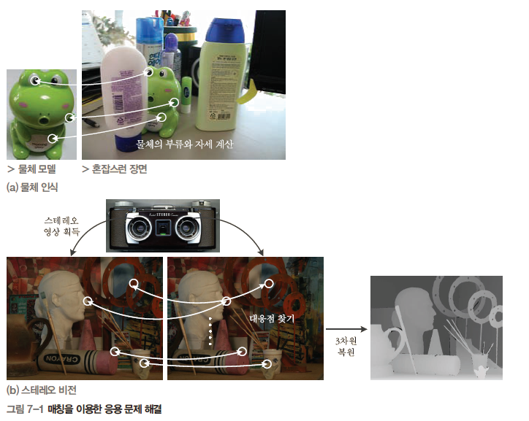 물체의 부류와 자세 계산
> 물체 모델
> 혼잡스런 장면
(a) 물체 인식
스테레오
영상 획득
대응점 찾기
3차원
복원
CRAYON
(b) 스테레오 비전
그림 7-1 매칭을 이용한 응용 문제 해결